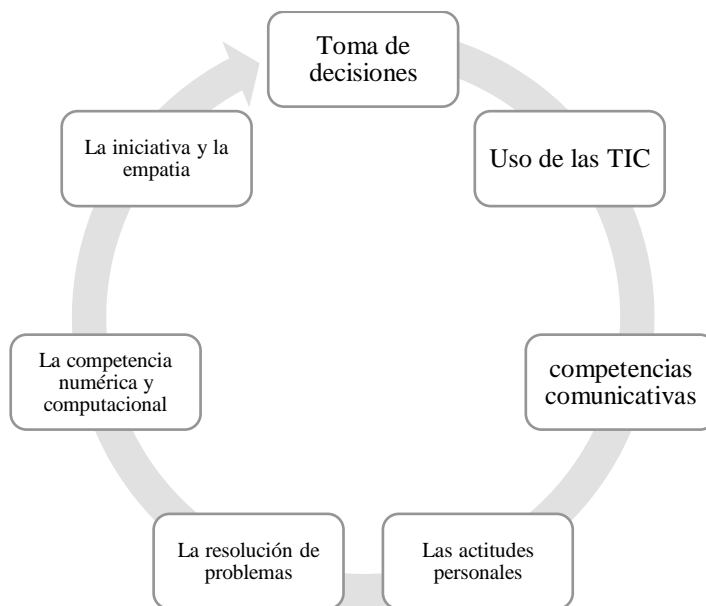 Toma de
decisiones
Uso de las TIC
competencias
comunicativas
Las actitudes
personales
La resolución de
problemas
La competencia
numérica y
computacional
La iniciativa y la
empatia